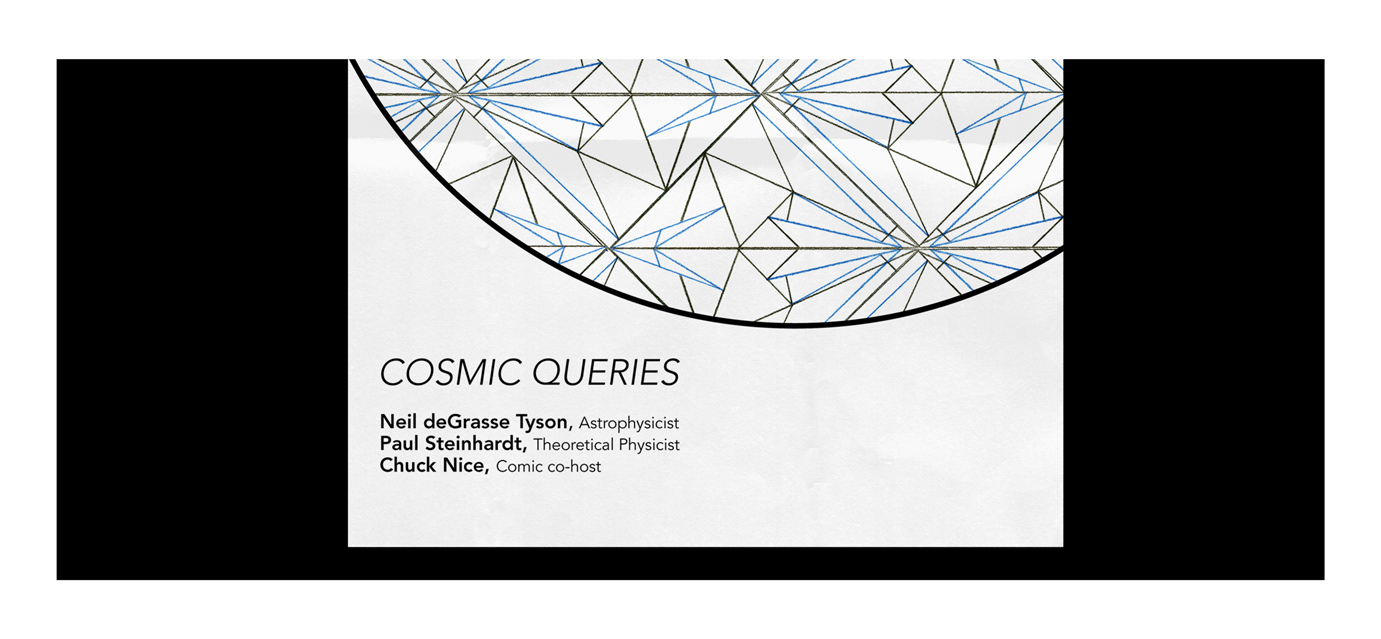 COSMIC QUERIES
Neil deGrasse Tyson, Astrophysicist
Paul Steinhardt, Theoretical Physicist
Chuck Nice, Comic co-host